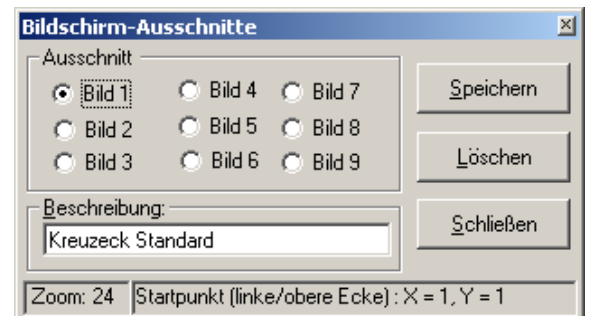 Bildschirm-Ausschnitte
Ausschnitt
Bild 1 Bild 4 Bild 7
Bild 2 Bild 5 Bild 8
Bild 3 Bild 6 Bild 9
Speichern
Löschen
Schließen
Beschreibung:
Kreuzeck Standard
Zoom: 24 Startpunkt (linke/obere Ecke) : X = 1, Y = 1